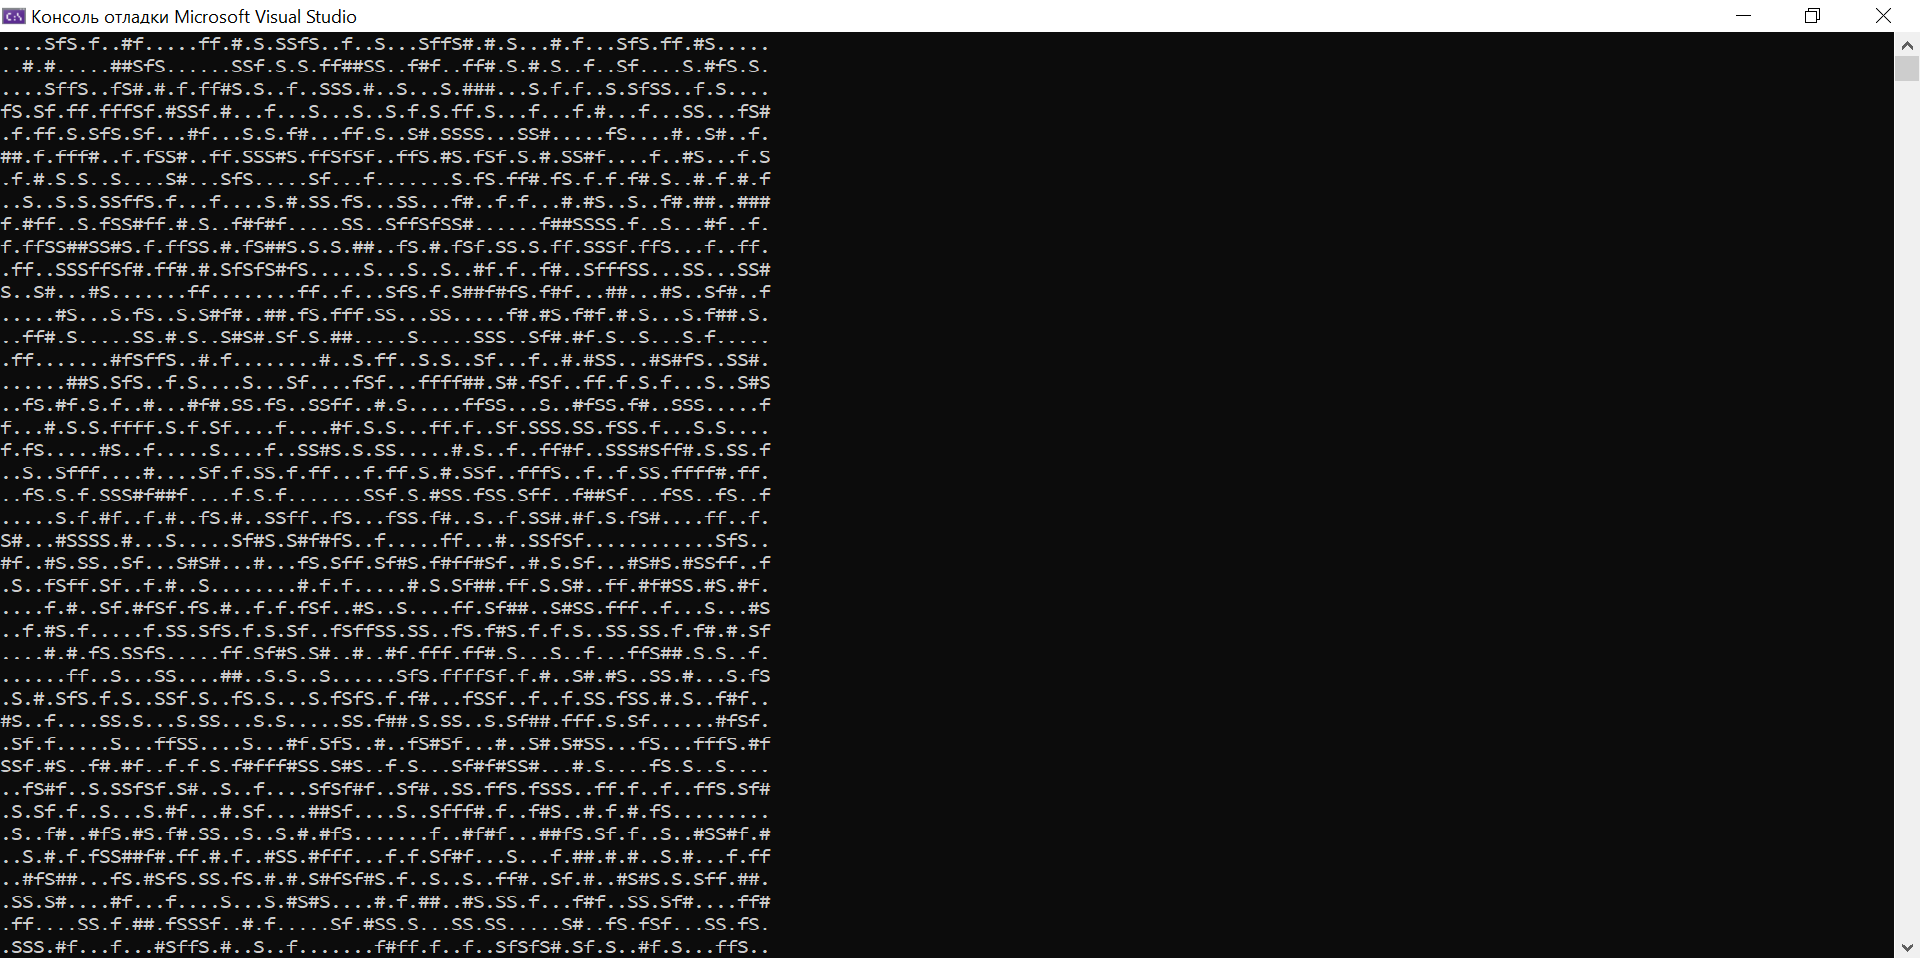 Консоль отладки Microsoft Visual Studio
....SfS.f..#f.....ff.#.S.SSfS..f..S...SffS#.#.S...#.f...SfS.ff.#S.....
..#.#.....##SfS......SSf.S.S.ff##SS..f#f..ff#.S.#.S..f..Sf....S.#fS.S.
....SffS..fS#.#.f.ff#S.S..f..SSS.#..S...S.###...S.f.f..S.SfSS..f.S....
fS.Sf.ff.fffSf.#SSf.#...f...S...S..S.f.S.ff.S...f...f.#...f...SS...fS#
.f.ff.S.SfS.Sf...#f...S.S.f#...ff.S..S#.SSSS...SS#.....fS....#..S#..f.
##.f.fff#..f.fSS#..ff.SSS#S.ffSfSf..ffS.#S.fSf.S.#.SS#f....f..#S...f.S
.f.#.S.S..S....S#...SfS.....Sf...f.......S.fS.ff#.fS.f.f.f#.S..#.f.#.f
..S..S.S.SSffS.f...f....S.#.SS.fS...SS...f#..f.f...#.#S..S..f#.##..###
f.#ff..S.fSS#ff.#.S..f#f#f.....SS..SffSfSS#......f##SSSS.f..S...#f..f.
f.ffSS##SS#S.f.ffSS.#.fS##S.S.S.##..fS.#.fSf.SS.S.ff.SSSf.ffS...f..ff.
.ff..SSSffSf#.ff#.#.SfSfS#fS.....S...S..S..#f.f..f#..SfffSS...SS...SS#
S..S#...#S.......ff........ff..f...SfS.f.S##f#fS.f#f...##...#S..Sf#..f
.....#S...S.fS..S.S#f#..##.fS.fff.SS...SS.....f#.#S.f#f.#.S...S.f##.S.
..ff#.S.....SS.#.S..S#S#.Sf.S.##.....S.....SSS..Sf#.#f.S..S...S.f.....
.ff.......#fSffS..#.f........#..S.ff..S.S..Sf...f..#.#SS...#S#fS..SS#.
......##S.SfS..f.S....S...Sf....fSf...ffff##.S#.fSf..ff.f.S.f...S..S#S
..fS.#f.S.f..#...#f#.SS.fS..SSff..#.S.....ffSS...S..#fSS.f#..SSS.....f
f...#.S.S.ffff.S.f.Sf....f....#f.S.S...ff.f..Sf.SSS.SS.fSS.f...S.S....
f.fS.....#S..f.....S....f..SS#S.S.SS.....#.S..f..ff#f..SSS#Sff#.S.SS.f
..S..Sfff....#....Sf.f.SS.f.ff...f.ff.S.#.SSf..fffS..f..f.SS.ffff#.ff.
..fS.S.f.SSS#f##f....f.S.f.......SSf.S.#SS.fSS.Sff..f##Sf...fSS..fS..f
.....S.f.#f..f.#..fS.#..SSff..fS...fSS.f#..S..f.SS#.#f.S.fS#....ff..f.
S#...#SSSS.#...S.....Sf#S.S#f#fS..f.....ff...#..SSfSf............SfS..
#f..#S.SS..Sf...S#S#...#...fS.Sff.Sf#S.f#ff#Sf..#.S.Sf...#S#S.#SSff..f
.S..fSff.Sf..f.#..S........#.f.f.....#.S.Sf##.ff.S.S#..ff.#f#SS.#S.#f.
....f.#..Sf.#fSf.fS.#..f.f.fSf..#S..S....ff.Sf##..S#SS.fff..f...S...#S
..f.#S.f.....f.SS.SfS.f.S.Sf..fSffSS.SS..fS.f#S.f.f.S..SS.SS.f.f#.#.Sf
....#.#.fS.SSfS.....ff.Sf#S.S#..#..#f.fff.ff#.S...S..f...ffS##.S.S..f.
......ff..S...SS....##..S.S..S......SfS.ffffSf.f.#..S#.#S..SS.#...S.fS
.S.#.SfS.f.S..SSf.S..fS.S...S.fSfS.f.f#...fSSf..f..f.SS.fSS.#.S..f#f..
#S..f....SS.S...S.SS...S.S.....SS.f##.S.SS..S.Sf##.fff.S.Sf......#fSf.
.Sf.f.....S...ffSS....S...#f.SfS..#..fS#Sf...#..S#.S#SS...fS...fffS.#f
SSf.#S..f#.#f..f.f.S.f#fff#SS.S#S..f.S...Sf#f#SS#...#.S....fS.S..S....
..fS#f..S.SSfSf.S#..S..f....SfSf#f..Sf#..SS.ffS.fSSS..ff.f..f..ffS.Sf#
.S.Sf.f..S...S.#f...#.Sf....##Sf....S..Sfff#.f..f#S..#.f.#.fS.........
.S..f#..#fS.#S.f#.SS..S..S.#.#fS.......f..#f#f...##fS.Sf.f..S..#SS#f.#
..S.#.f.fSS##f#.ff.#.f..#SS.#fff...f.f.Sf#f...S...f.##.#.#..S.#...f.ff
..#fS##...fS.#SfS.SS.fS.#.#.S#fSf#S.f..S..S..ff#..Sf.#..#S#S.S.Sff.##.
.SS.S#....#f...f....S...S.#S#S....#.f.##..#S.SS.f...f#f..SS.Sf#....ff#
.ff....SS.f.##.fSSSf..#.f.....Sf.#SS.S...SS.SS.....S#..fS.fSf...SS.fS.
.SSS.#f...f...#SffS.#..S..f.......f#ff.f..f..SfSfS#.Sf.S..#f.S...ffS..